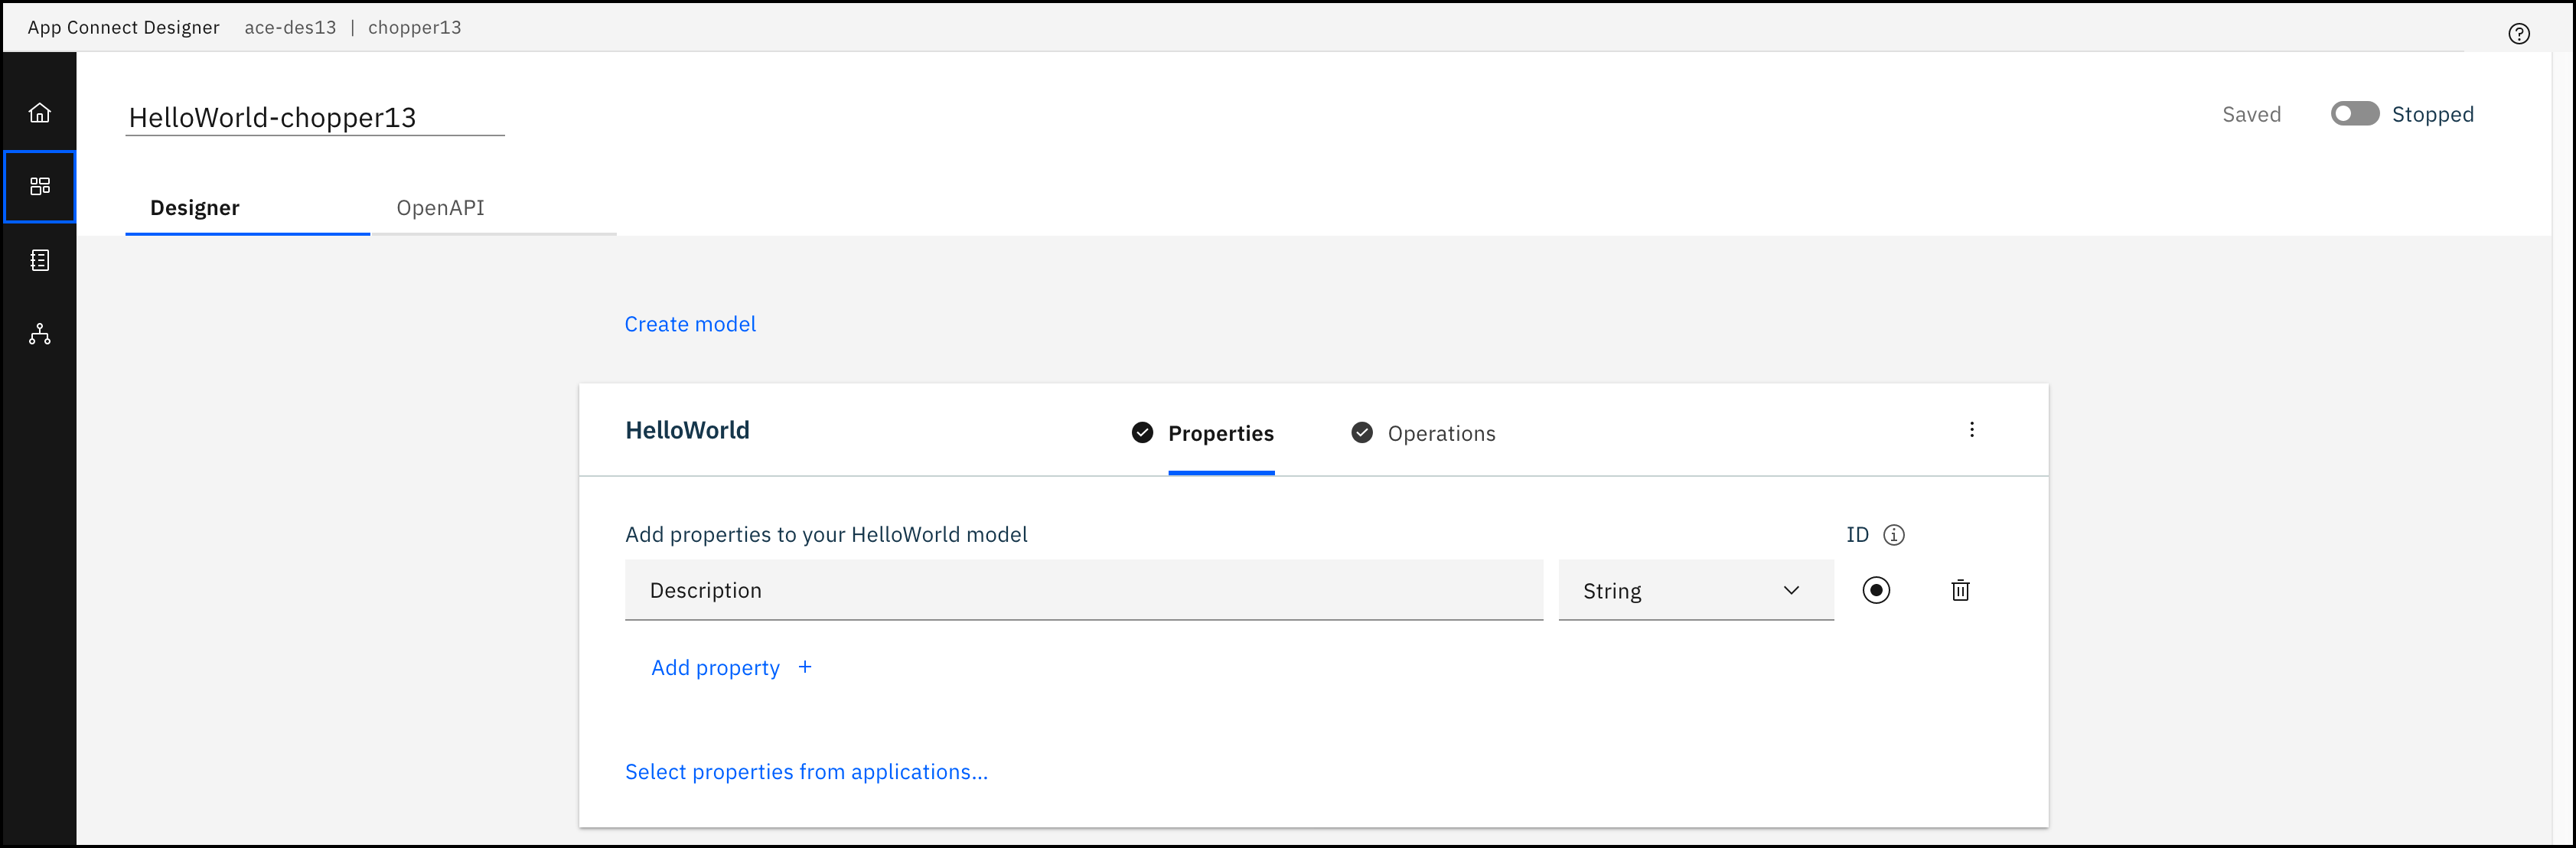 App Connect Designer ace-des13 | chopper13
HelloWorld-chopper13
Saved
Stopped
Designer
OpenAPI
Create model
HelloWorld
Properties
Operations
Add properties to your HelloWorld model
ID
Description
String
Add property +
Select properties from applications...